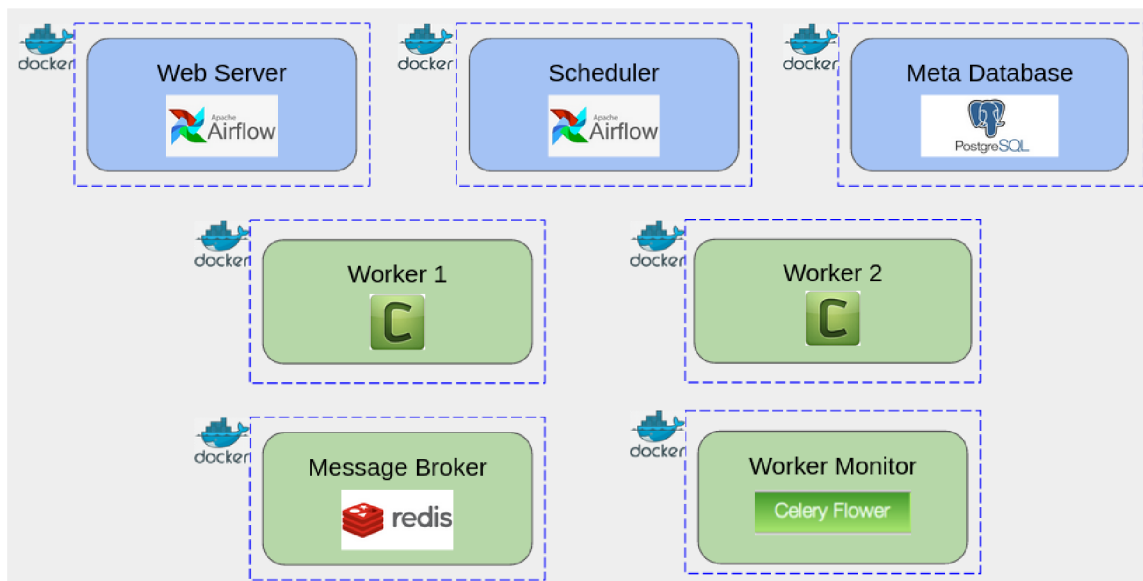 docker
Web Server
Apache
Airflow
docker
Scheduler
Apache
Airflow
docker
Meta Database
PostgreSQL
docker
Worker 1
C
docker
Worker 2
C
docker
Message Broker
redis
docker
Worker Monitor
Celery Flower